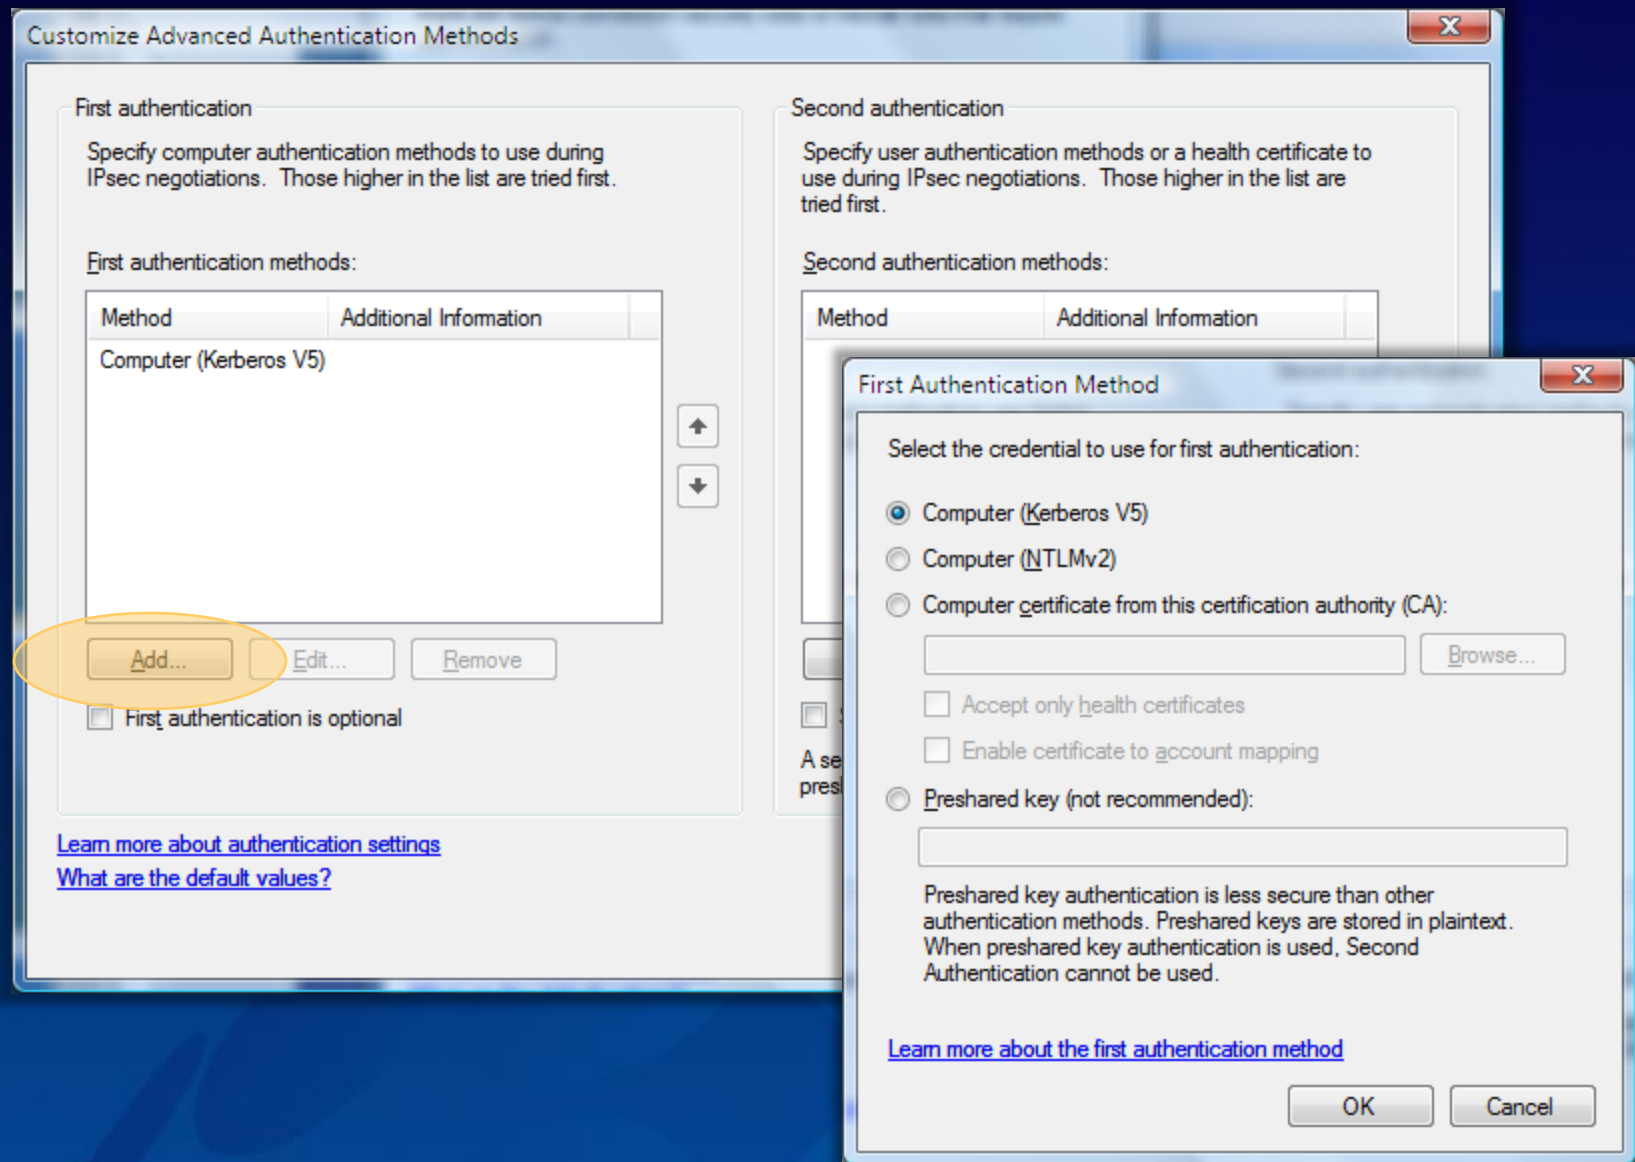 Customize Advanced Authentication Methods
First authentication
Specify computer authentication methods to use during
IPsec negotiations.  Those higher in the list are tried first.
First authentication methods:
Method Additional Information
Computer (Kerberos V5)
Add... Edit... Remove
First authentication is optional
Learn more about authentication settings
What are the default values?
Second authentication
Specify user authentication methods or a health certificate to
use during IPsec negotiations.  Those higher in the list are
tried first.
Second authentication methods:
Method Additional Information
A se
First Authentication Method
Select the credential to use for first authentication:
Computer (Kerberos V5)
Computer (NTLMv2)
Computer certificate from this certification authority (CA):
Browse...
Accept only health certificates
Enable certificate to account mapping
Preshared key (not recommended):
Preshared key authentication is less secure than other
authentication methods. Preshared keys are stored in plaintext.
When preshared key authentication is used, Second
Authentication cannot be used.
Learn more about the first authentication method
OK Cancel